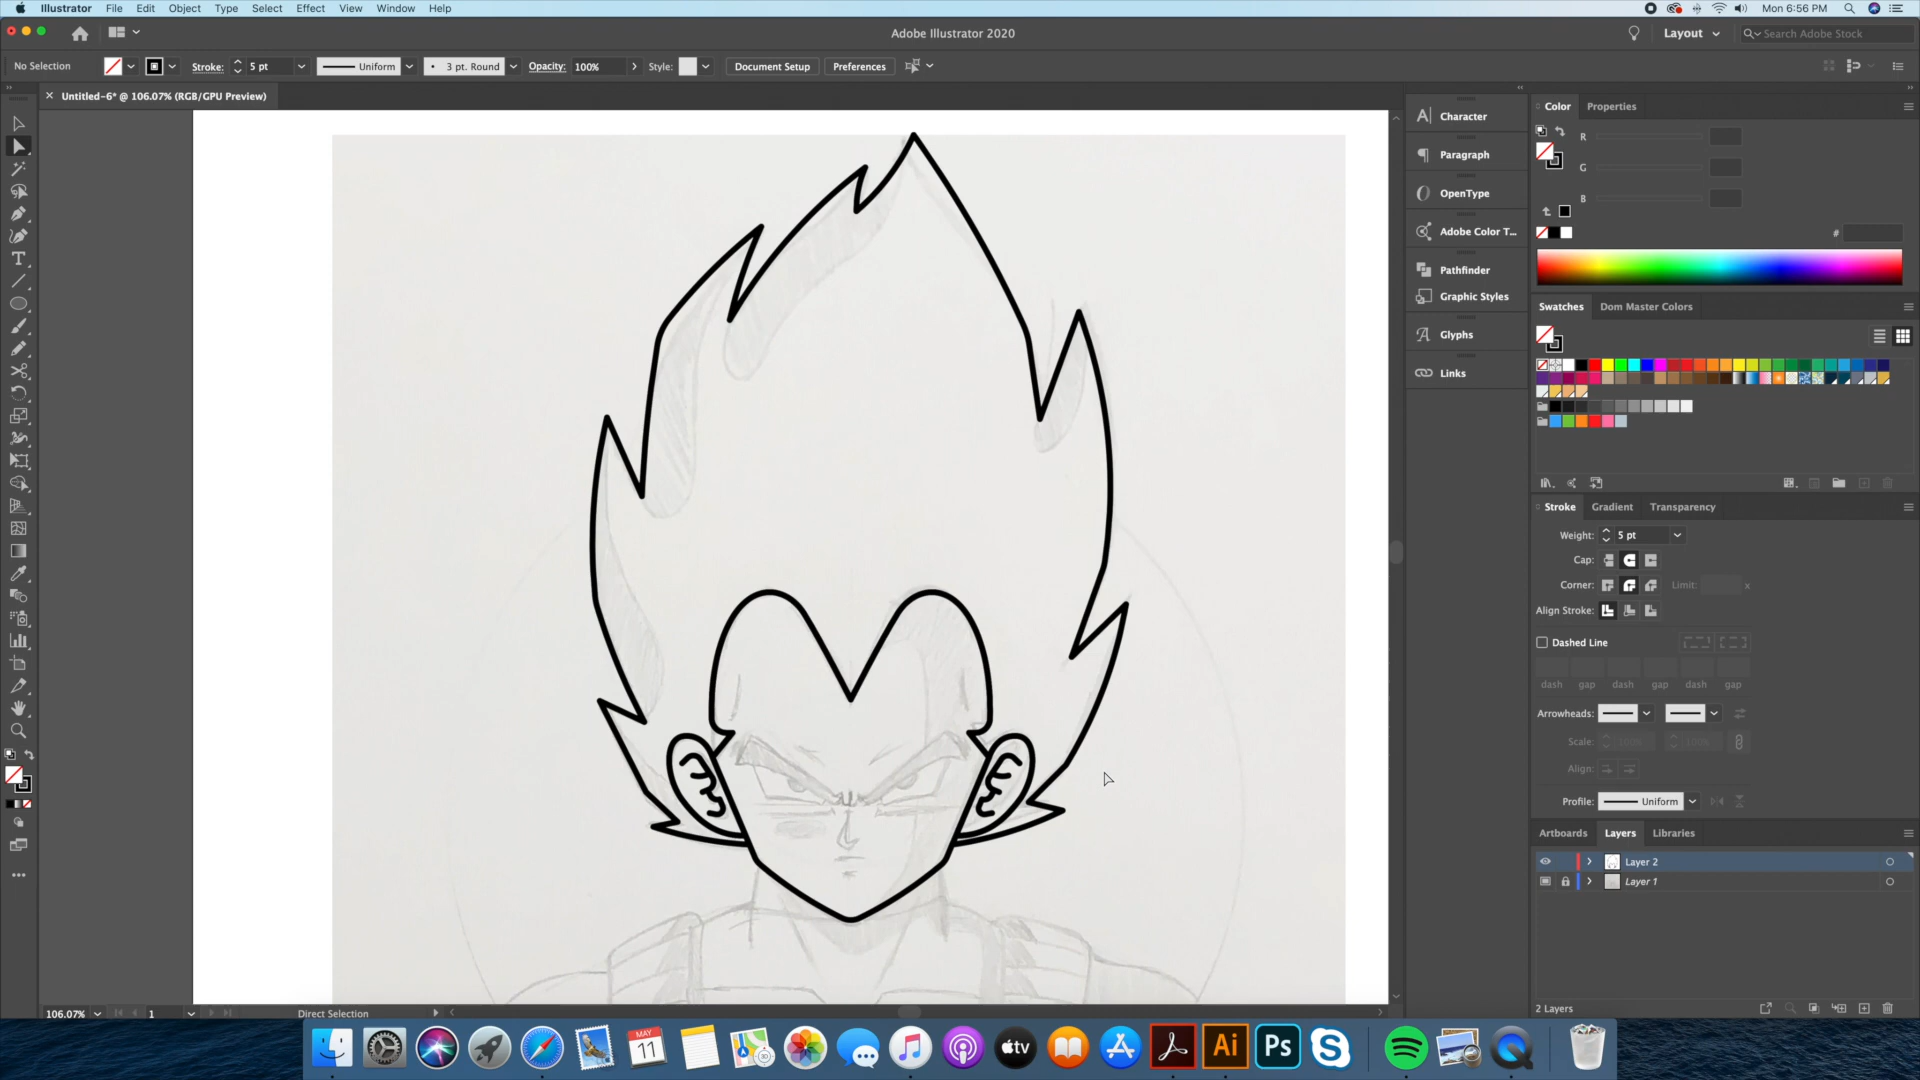 Illustrator File Edit Object Type Select Effect View Window Help Mon 6:56 PM
Adobe Illustrator 2020 Layout Search Adobe Stock
No Selection Stroke: 5 pt Uniform 3 pt. Round Opacity: 100% Style: Document Setup Preferences
Untitled-6* @ 106.07% (RGB/GPU Preview)
Character
Paragraph
OpenType
Adobe Color T...
Pathfinder
Graphic Styles
Glyphs
Links
Color Properties
R
G
B
#
Swatches Dom Master Colors
Stroke Gradient Transparency
Weight: 5 pt
Cap:
Corner: Limit: x
Align Stroke:
Dashed Line
dash gap dash gap dash gap
Arrowheads:
Scale: 100% 100%
Align:
Profile: Uniform
Artboards Layers Libraries
Layer 2
Layer 1
2 Layers
106.07% 1 Direct Selection
MAY
11
tv
Ai
Ps